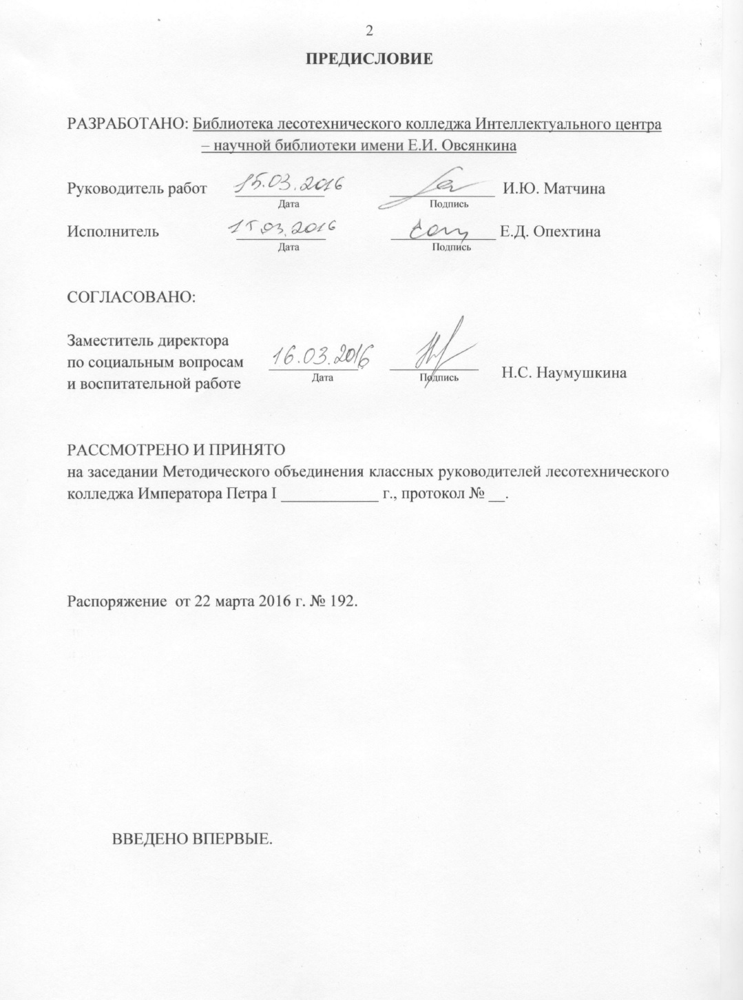 2
ПРЕДИСЛОВИЕ
РАЗРАБОТАНО: Библиотека лесотехнического колледжа Интеллектуального центра
– научной библиотеки имени Е.И. Овсянкина
Руководитель работ 15.03.2016 И.Ю. Матчина
Дата Подпись
Исполнитель 15 03.2016 Е.Д. Опехтина
Дата Подпись
СОГЛАСОВАНО:
Заместитель директора
по социальным вопросам 16.03.2016
и воспитательной работе Дата Подпись Н.С. Наумушкина
РАССМОТРЕНО И ПРИНЯТО
на заседании Методического объединения классных руководителей лесотехнического
колледжа Императора Петра I ____________ г., протокол № __.
Распоряжение от 22 марта 2016 г. № 192.
ВВЕДЕНО ВПЕРВЫЕ.